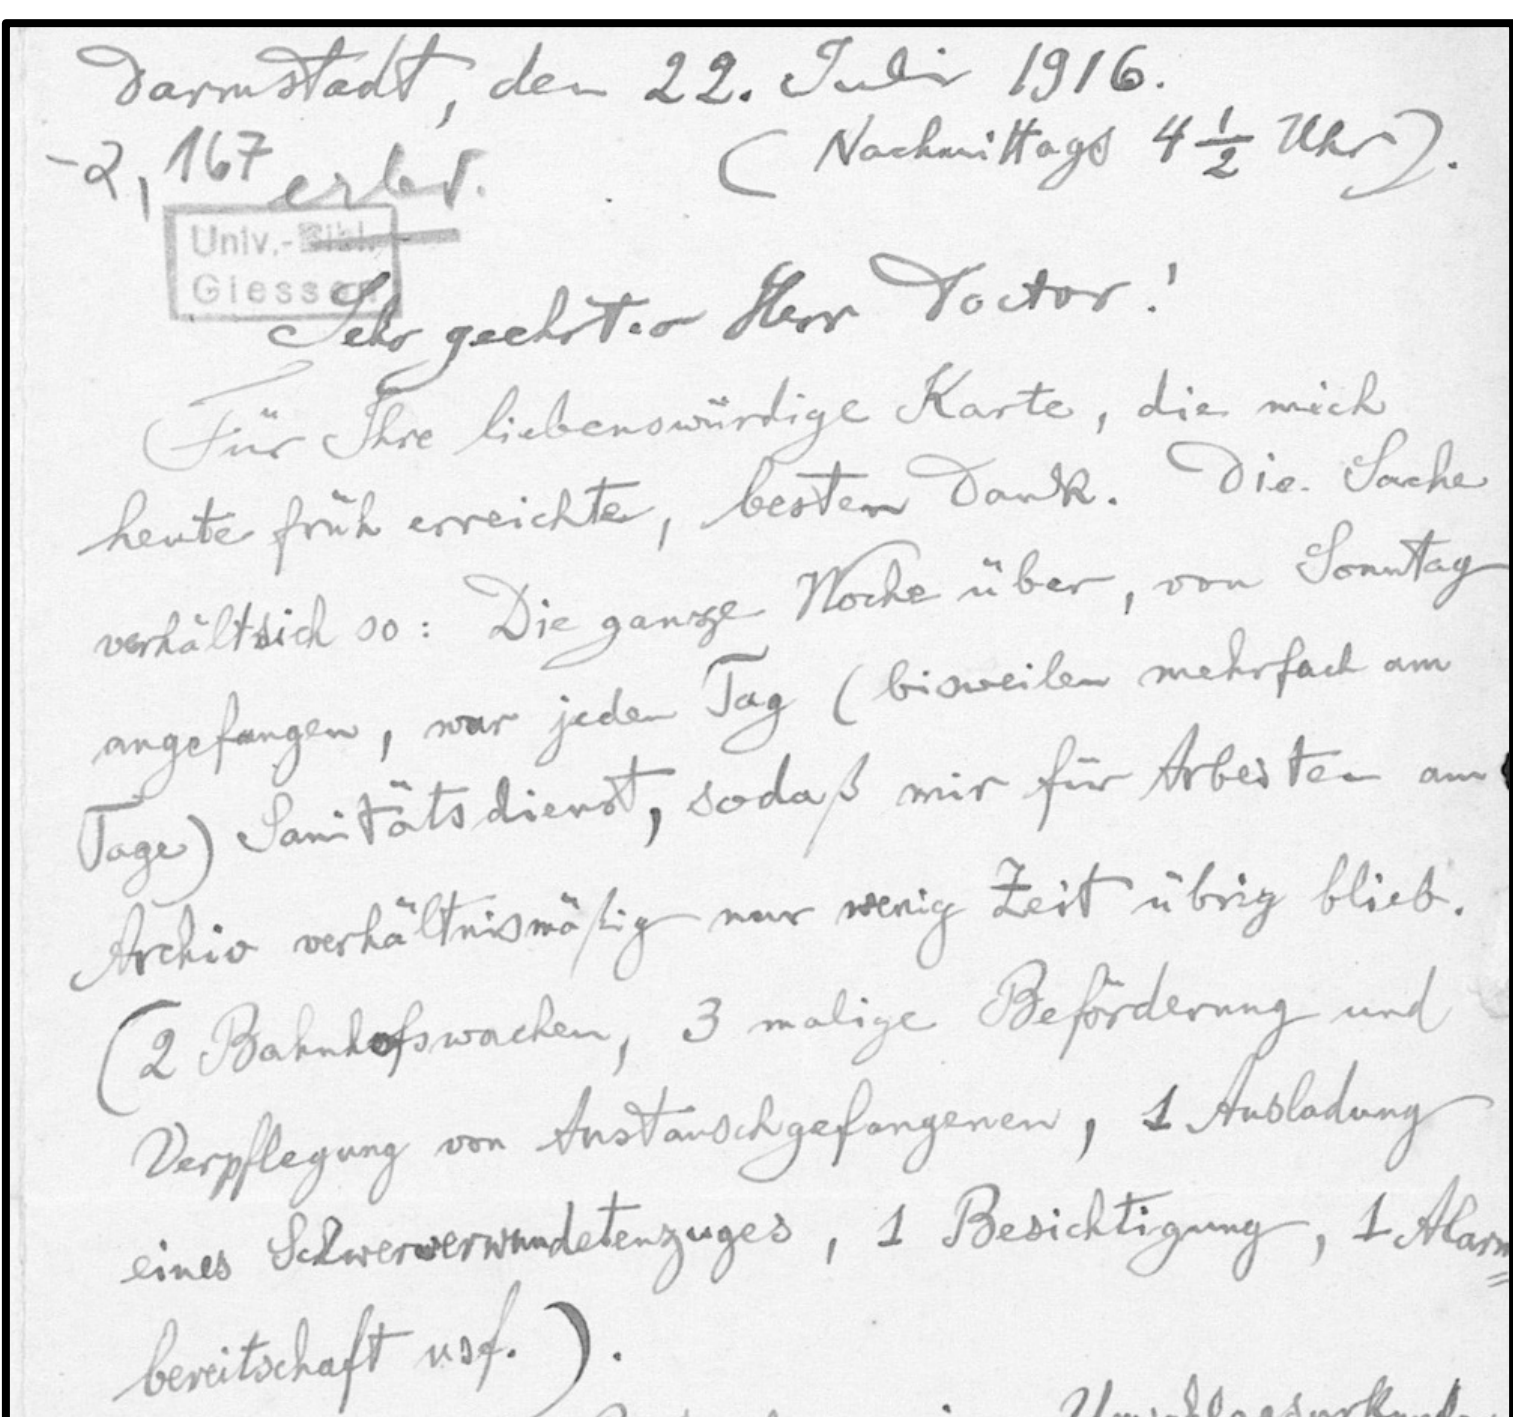 Darmstadt, den 22. Juli 1916.
(Nachmittags 4 1/2 Uhr).
-2, 167
Univ.-Bibl.
Giessen
Sehr geehrter Herr Doctor!
Für Ihre liebenswürdige Karte, die mich
heute früh erreichte, besten Dank. Die Sache
verhält sich so: Die ganze Woche über, von Sonntag
angefangen, war jeden Tag (bisweilen mehrfach am
Tage) Sanitätsdienst, sodaß mir für Arbeiten am
Archiv verhältnismäßig nur wenig Zeit übrig blieb.
(2 Bahnhofswachen, 3 malige Beförderung und
Verpflegung von Austauschgefangenen, 1 Ausladung
eines Schwerverwundetenzuges, 1 Besichtigung, 1 Alarm=
bereitschaft usf.).